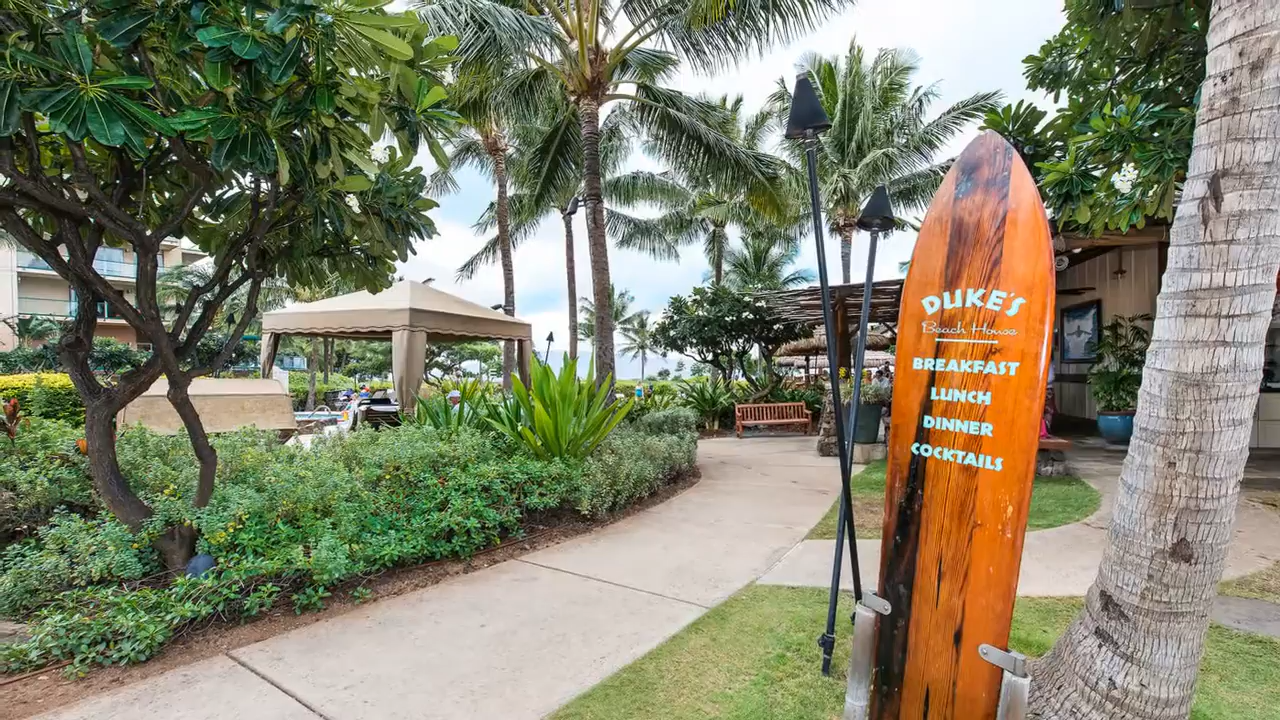 DUKE'S
Beach House
BREAKFAST
LUNCH
DINNER
COCKTAILS